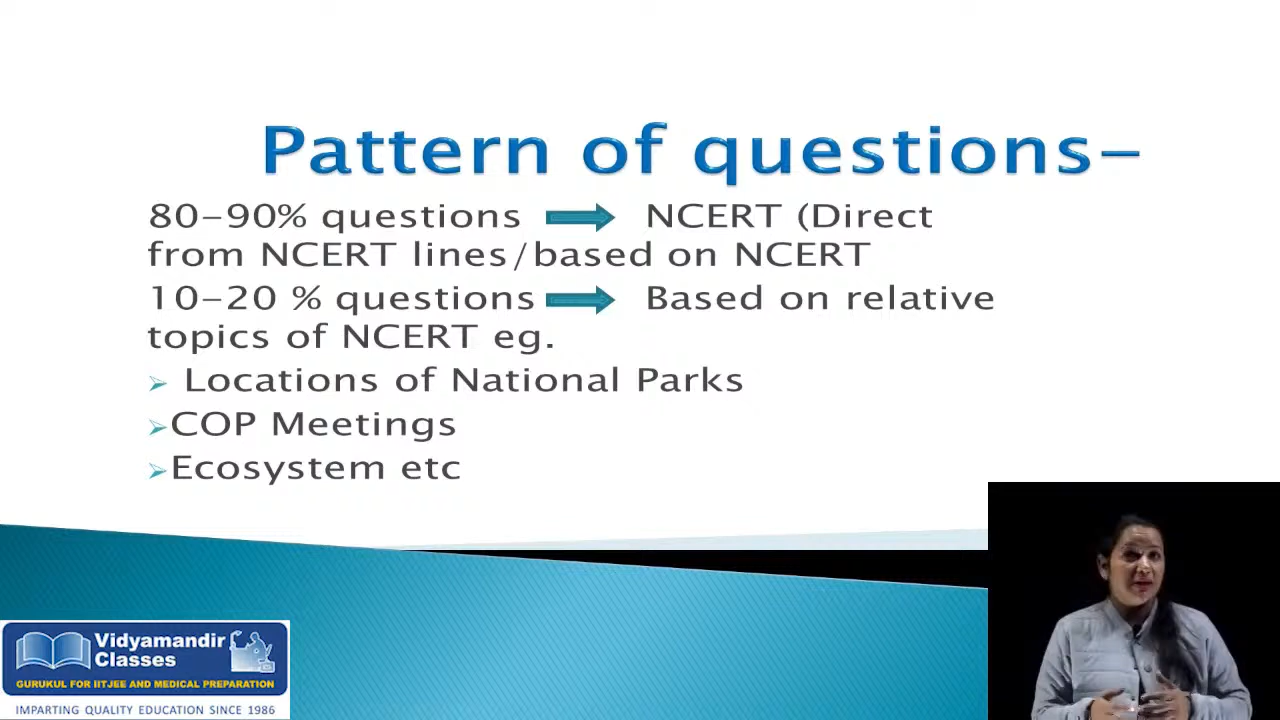 Pattern of questions-
80-90% questions NCERT (Direct
from NCERT lines/based on NCERT
10-20 % questions Based on relative
topics of NCERT eg.
Locations of National Parks
COP Meetings
Ecosystem etc
Vidyamandir
Classes
GURUKUL FOR IITJEE AND MEDICAL PREPARATION
IMPARTING QUALITY EDUCATION SINCE 1986